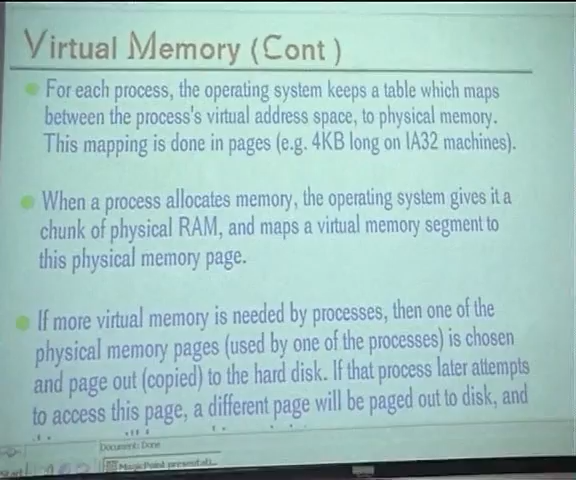 Virtual Memory (Cont )
For each process, the operating system keeps a table which maps
between the process's virtual address space, to physical memory.
This mapping is done in pages (e.g. 4KB long on IA32 machines).
When a process allocates memory, the operating system gives it a
chunk of physical RAM, and maps a virtual memory segment to
this physical memory page.
If more virtual memory is needed by processes, then one of the
physical memory pages (used by one of the processes) is chosen
and page out (copied) to the hard disk. If that process later attempts
to access this page, a different page will be paged out to disk, and
Document: Done
Start
MagicPoint presentati...